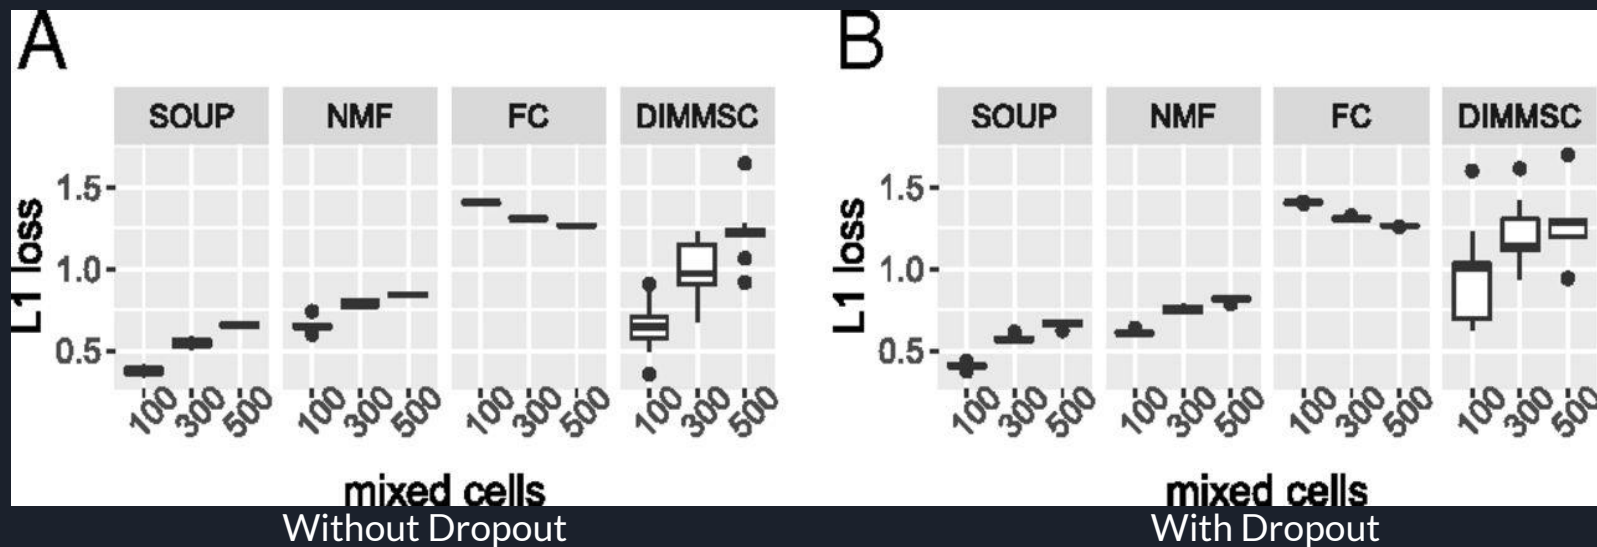 A
SOUP NMF FC DIMMSC
L1 loss
1.5
1.0
0.5
100 300 500 100 300 500 100 300 500 100 300 500
mixed cells
Without Dropout
B
SOUP NMF FC DIMMSC
L1 loss
1.5
1.0
0.5
100 300 500 100 300 500 100 300 500 100 300 500
mixed cells
With Dropout